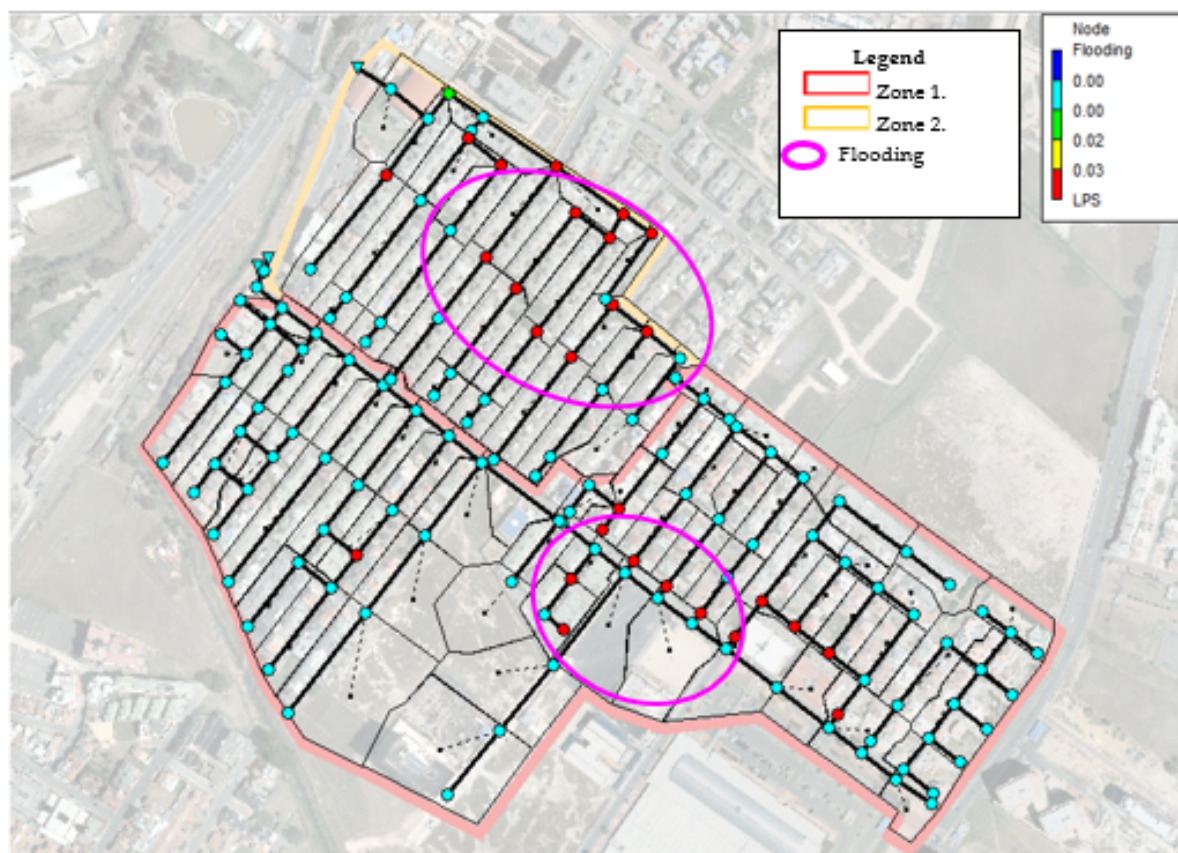 Legend
Zone 1.
Zone 2.
Flooding
Node
Flooding
0.00
0.00
0.02
0.03
LPS